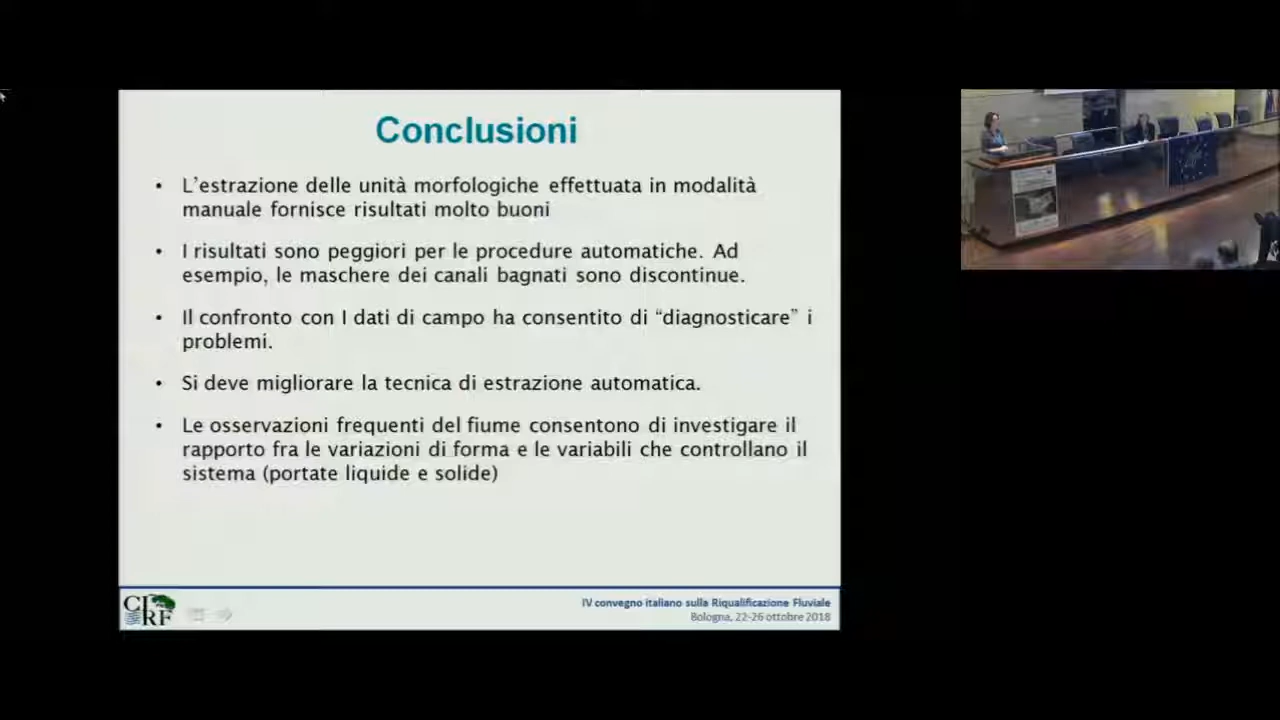 Conclusioni
• L'estrazione delle unità morfologiche effettuata in modalità
manuale fornisce risultati molto buoni
• I risultati sono peggiori per le procedure automatiche. Ad
esempio, le maschere dei canali bagnati sono discontinue.
• Il confronto con I dati di campo ha consentito di “diagnosticare” i
problemi.
• Si deve migliorare la tecnica di estrazione automatica.
• Le osservazioni frequenti del fiume consentono di investigare il
rapporto fra le variazioni di forma e le variabili che controllano il
sistema (portate liquide e solide)
CIRF
IV convegno italiano sulla Riqualificazione Fluviale
Bologna, 22-26 ottobre 2018